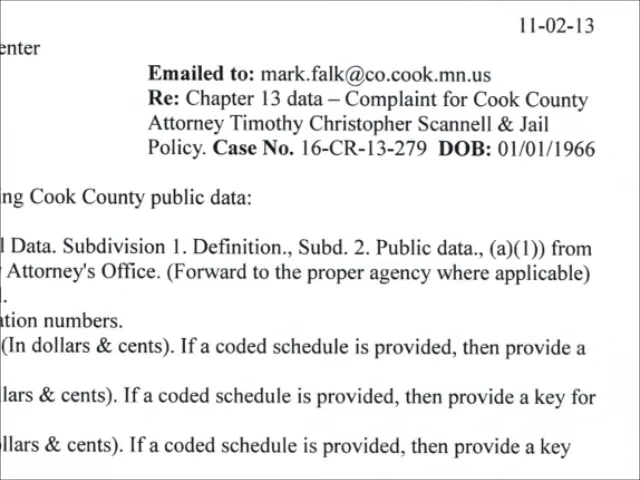 11-02-13
enter
Emailed to: mark.falk@co.cook.mn.us
Re: Chapter 13 data – Complaint for Cook County
Attorney Timothy Christopher Scannell & Jail
Policy. Case No. 16-CR-13-279 DOB: 01/01/1966
ing Cook County public data:
l Data. Subdivision 1. Definition., Subd. 2. Public data., (a)(1)) from
Attorney's Office. (Forward to the proper agency where applicable)
.
ation numbers.
(In dollars & cents). If a coded schedule is provided, then provide a
lars & cents). If a coded schedule is provided, then provide a key for
llars & cents). If a coded schedule is provided, then provide a key